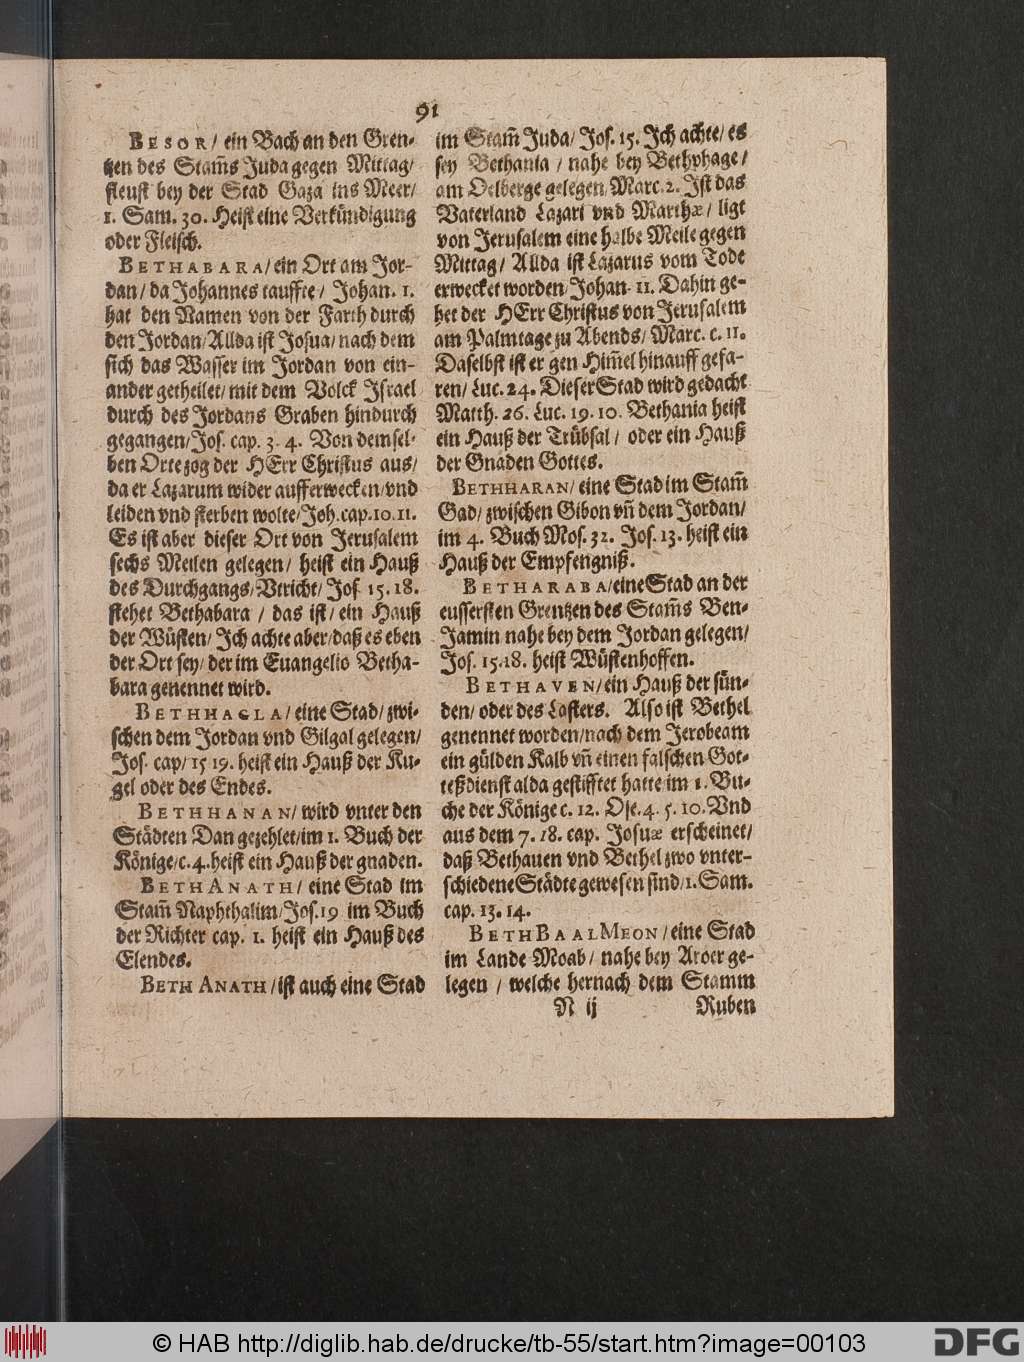 91
BESOR/ ein Bach an den Gren-
tzen des Stam̃s Juda gegen Mittag/
fleust bey der Stad Gaza ins Meer/
1. Sam. 30. Heist eine Verkündigung
oder Fleisch.
BETHABARA/ ein Ort am Jor-
dan/ da Johannes tauffte/ Johan. 1.
hat den Namen von der Farth durch
den Jordan/ Allda ist Josua/ nach dem
sich das Wasser im Jordan von ein-
ander getheilet/ mit dem Volck Israel
durch des Jordans Graben hindurch
gegangen/ Jos. cap. 3. 4. Von demsel-
ben Orte zog der HErr Christus aus/
da er Lazarum wider aufferwecken/ vnd
leiden vnd sterben wolte/ Joh. cap. 10. 11.
Es ist aber dieser Ort von Jerusalem
sechs Meilen gelegen/ heist ein Hauß
des Durchgangs/ Vtricht/ Jos 15. 18.
stehet Bethabara / das ist/ ein Hauß
der Wüsten/ Ich achte aber/ daß es eben
der Ort sey/ der im Euangelio Betha-
bara genennet wird.
BETHHAGLA/ eine Stad/ zwi-
schen dem Jordan vnd Gilgal gelegen/
Jos. cap/ 15 19. heist ein Hauß der Ku-
gel oder des Endes.
BETHHANAN/ wird vnter den
Städten Dan gezehlet/ im 1. Buch der
Könige/ c. 4. heist ein Hauß der gnaden.
BETHANATH/ eine Stad im
Stam̃ Naphthalim/ Jos. 19 im Buch
der Richter cap. 1. heist ein Hauß des
Elendes.
BETH ANATH/ ist auch eine Stad
im Stam̃ Juda/ Jos. 15. Ich achte/ es
sey Bethania / nahe bey Bethphage/
am Oelberge gelegen/ Marc. 2. Ist das
Vaterland Lazari vnd Marthæ/ ligt
von Jerusalem eine halbe Meile gegen
Mittag/ Allda ist Lazarus vom Tode
erwecket worden/ Johan. 11. Dahin ge-
het der HErr Christus von Jerusalem
am Palmtage zu Abends/ Marc. c. 11.
Daselbst ist er gen Him̃el hinauff gefa-
ren/ Luc. 24. Dieser Stad wird gedacht
Matth. 26. Luc. 19. 10. Bethania heist
ein Hauß der Trübsal / oder ein Hauß
der Gnaden Gottes.
BETHHARAN/ eine Stad im Stam̃
Gad/ zwischen Gibon vñ dem Jordan/
im 4. Buch Mos. 32. Jos. 13. heist ein
Hauß der Empfengniß.
BETHARABA/ eine Stad an der
eussersten Grentzen des Stam̃s Ben-
Jamin nahe bey dem Jordan gelegen/
Jos. 15. 18. heist Wüstenhoffen.
BETHAVEN/ ein Hauß der sün-
den/ oder des Lasters. Also ist Bethel
genennet worden/ nach dem Jerobeam
ein gülden Kalb vñ einen falschen Got-
teßdienst alda gestifftet hatte im 1. Bu-
che der Könige c. 12. Ose. 4. 5. 10. Vnd
aus dem 7. 18. cap. Josuæ erscheinet/
daß Bethauen vnd Bethel zwo vnter-
schiedene Städte gewesen sind/ 1. Sam.
cap. 13. 14.
BETHBAALMEON/ eine Stad
im Lande Moab/ nahe bey Aroer ge-
legen / welche hernach dem Stamm
N ij Ruben
© HAB http://diglib.hab.de/drucke/tb-55/start.htm?image=00103
DFG